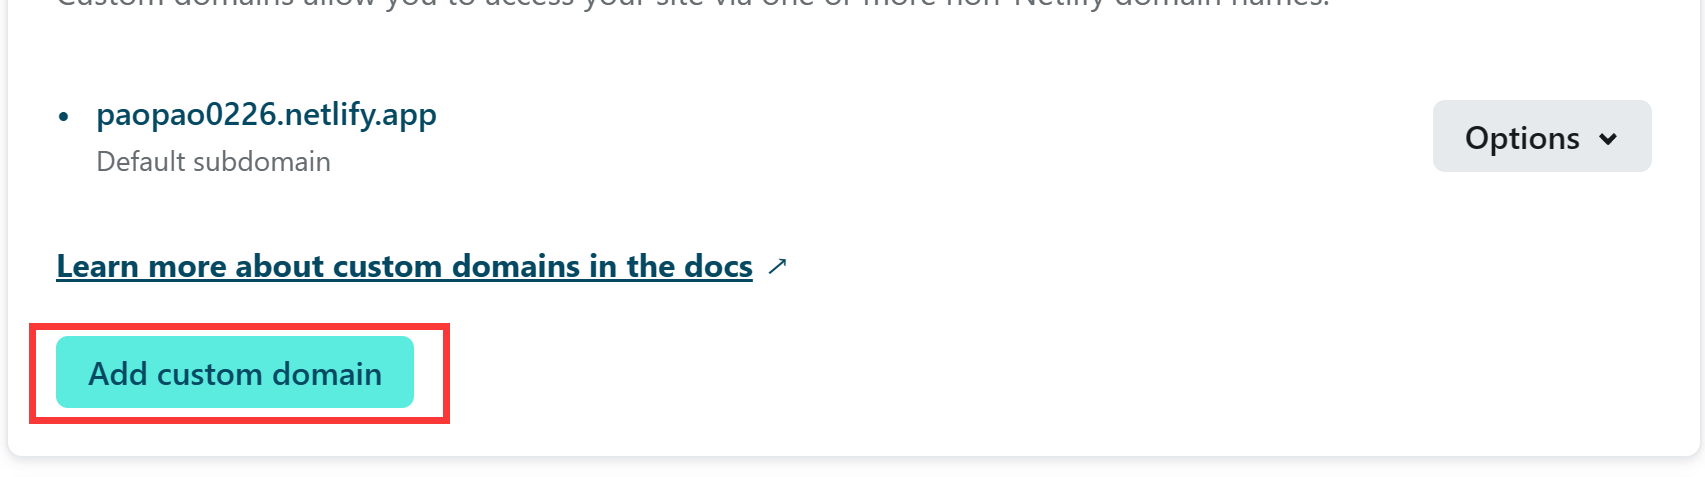 Custom domains allow you to access your site via one or more non-Netlify domain names.
• paopao0226.netlify.app
Default subdomain
Options
Learn more about custom domains in the docs ↗
Add custom domain